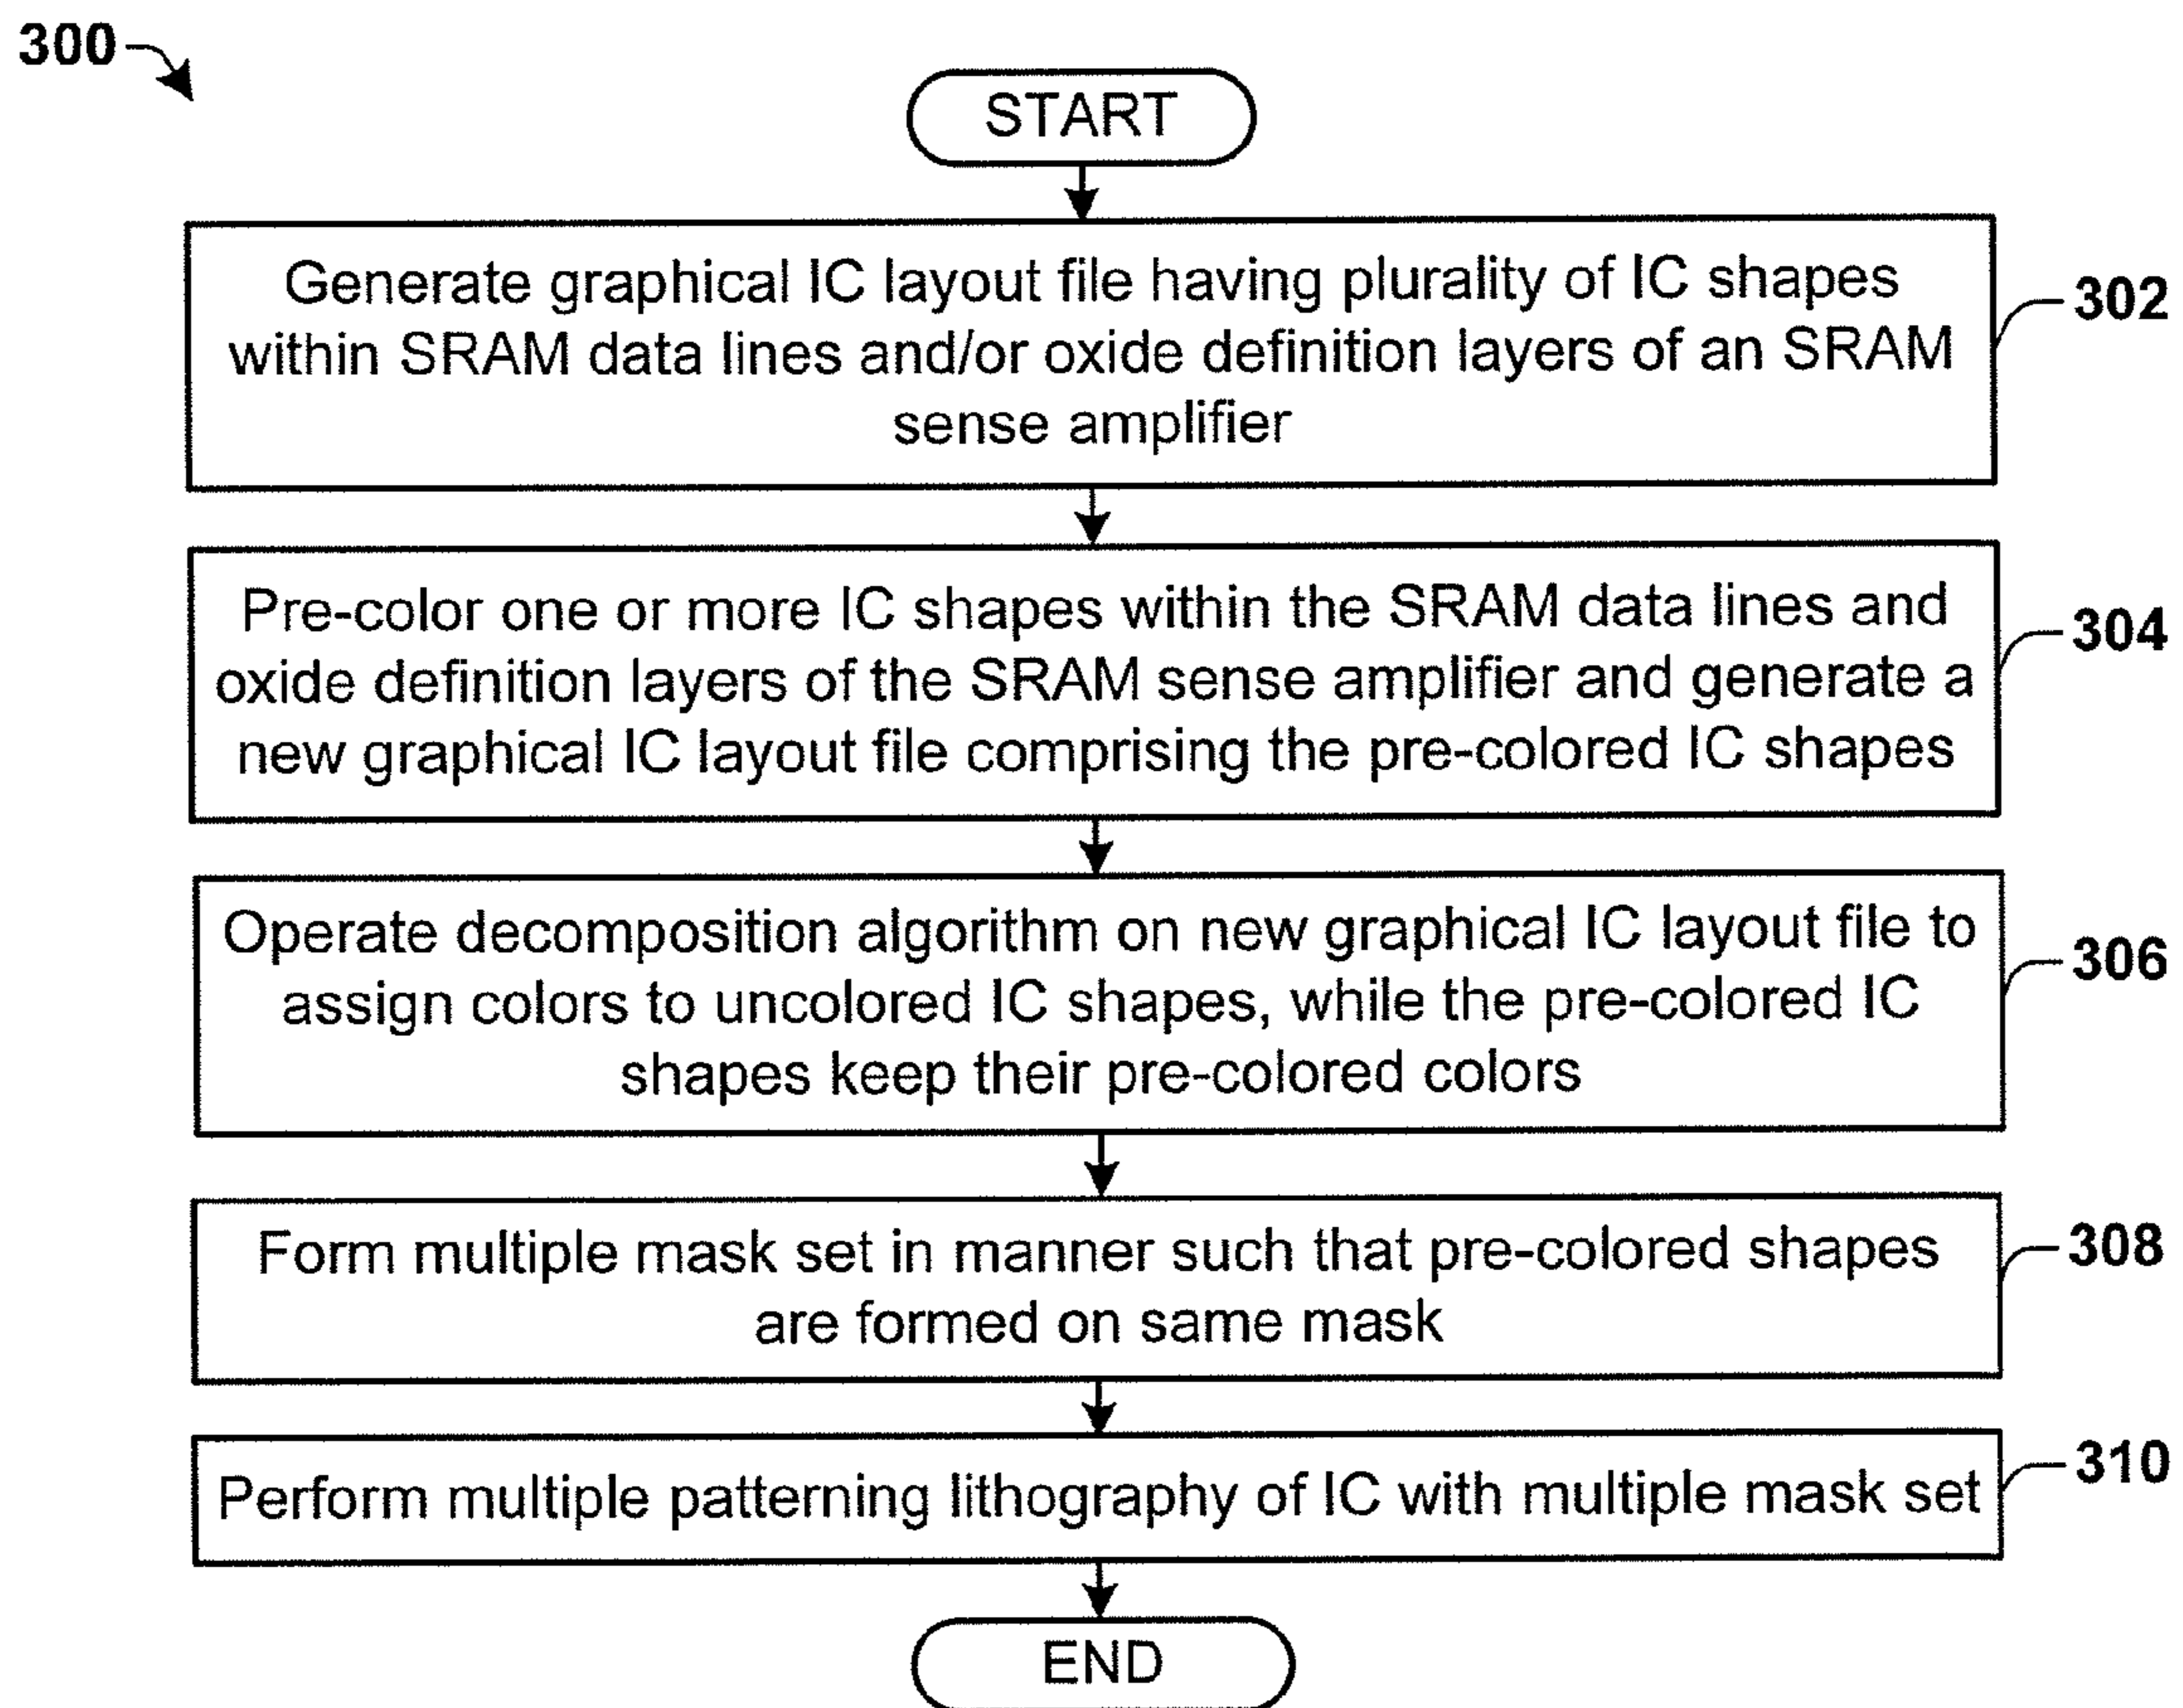 300
START
Generate graphical IC layout file having plurality of IC shapes
within SRAM data lines and/or oxide definition layers of an SRAM
sense amplifier
302
Pre-color one or more IC shapes within the SRAM data lines and
oxide definition layers of the SRAM sense amplifier and generate a
new graphical IC layout file comprising the pre-colored IC shapes
304
Operate decomposition algorithm on new graphical IC layout file to
assign colors to uncolored IC shapes, while the pre-colored IC
shapes keep their pre-colored colors
306
Form multiple mask set in manner such that pre-colored shapes
are formed on same mask
308
Perform multiple patterning lithography of IC with multiple mask set
310
END